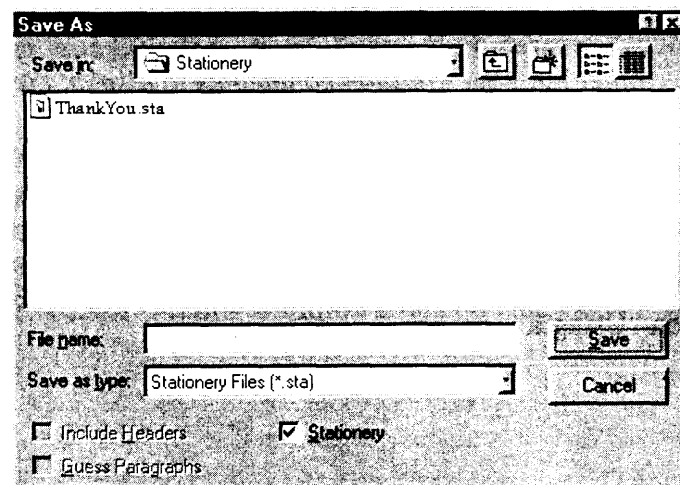 Save As
Save in: Stationery
ThankYou.sta
File name: Save
Save as type: Stationery Files (*.sta) Cancel
Include Headers Stationery
Guess Paragraphs